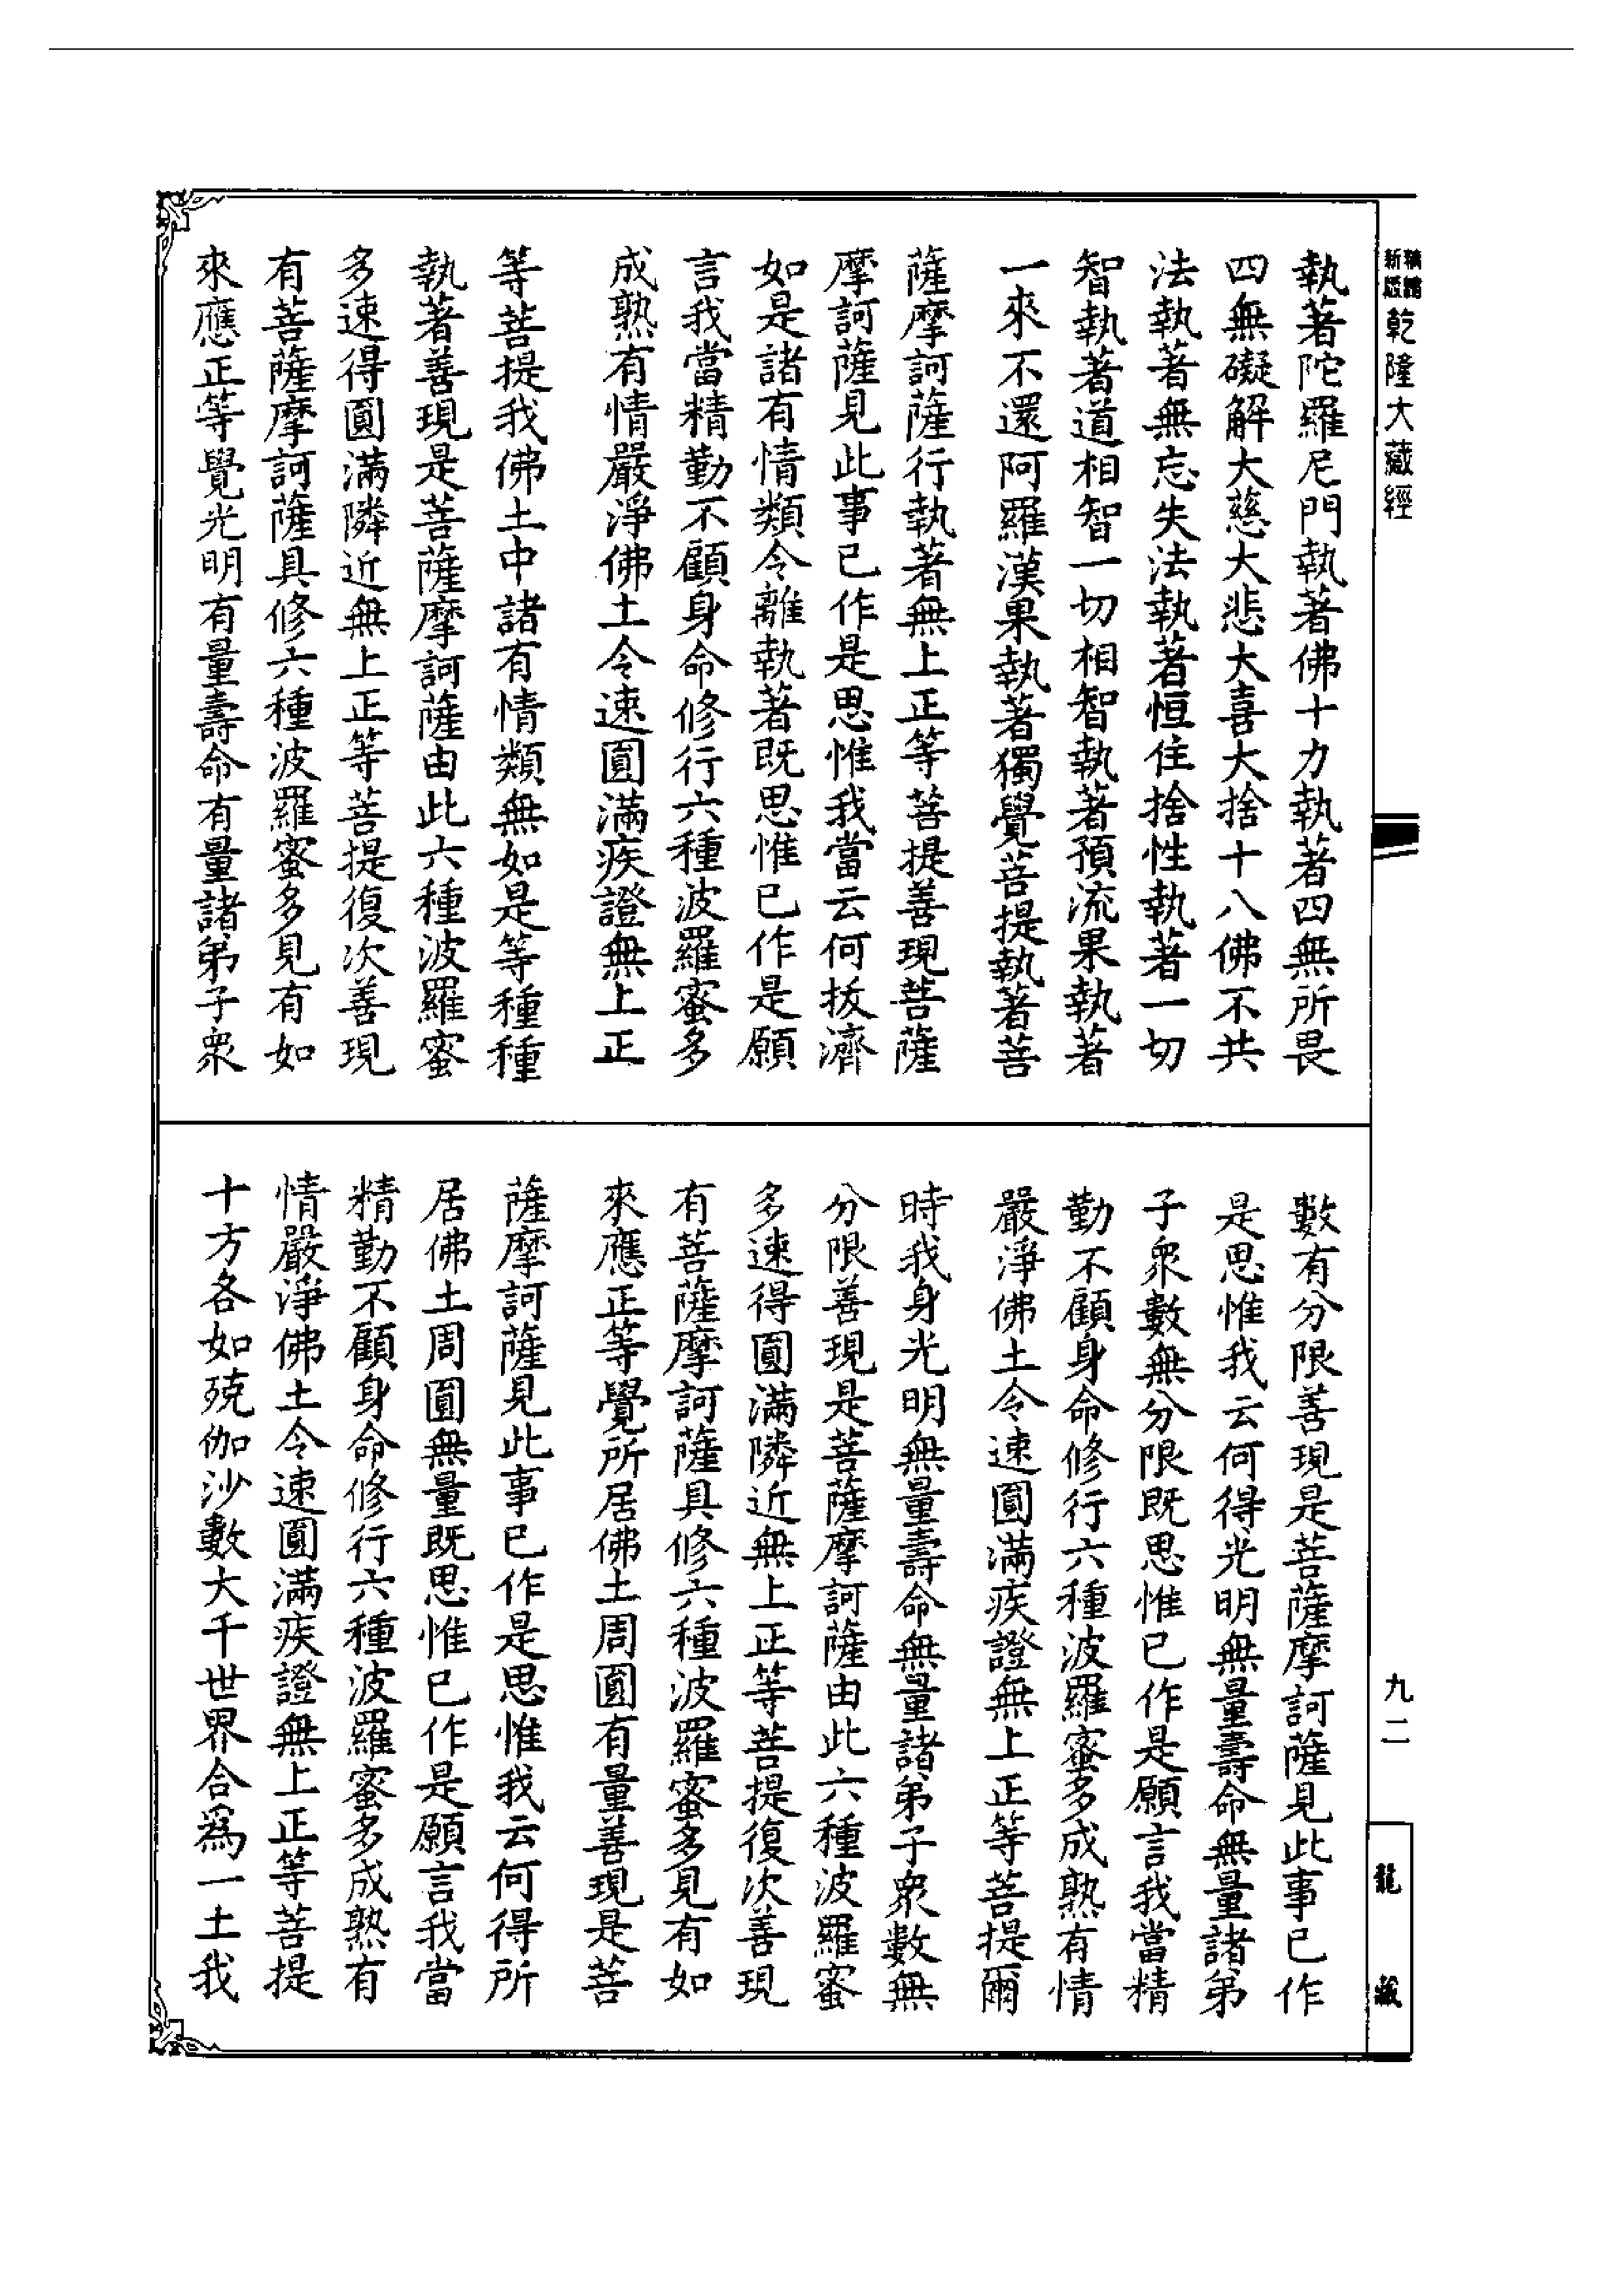 新版
乾隆大藏經
執著陀羅尼門執著佛十力執著四無所畏
四無礙解大慈大悲大喜大捨十八佛不共
法執著無忘失法執著恒住捨性執著一切
智執著道相智一切相智執著預流果執著
一來不還阿羅漢果執著獨覺菩提執著菩
薩摩訶薩行執著無上正等菩提善現菩薩
摩訶薩見此事已作是思惟我當云何拔濟
如是諸有情類令離執著既思惟已作是願
言我當精勤不顧身命修行六種波羅蜜多
成熟有情嚴淨佛土令速圓滿疾證無上正
等菩提我佛土中諸有情類無如是等種種
執著善現是菩薩摩訶薩由此六種波羅蜜
多速得圓滿隣近無上正等菩提復次善現
有菩薩摩訶薩具修六種波羅蜜多見有如
來應正等覺光明有量壽命有量諸弟子眾
數有分限善現是菩薩摩訶薩見此事已作
是思惟我云何得光明無量壽命無量諸弟
子眾數無分限既思惟已作是願言我當精
勤不顧身命修行六種波羅蜜多成熟有情
嚴淨佛土令速圓滿疾證無上正等菩提爾
時我身光明無量壽命無量諸弟子眾數無
分限善現是菩薩摩訶薩由此六種波羅蜜
多速得圓滿隣近無上正等菩提復次善現
有菩薩摩訶薩具修六種波羅蜜多見有如
來應正等覺所居佛土周圓有量善現是菩
薩摩訶薩見此事已作是思惟我云何得所
居佛土周圓無量既思惟已作是願言我當
精勤不顧身命修行六種波羅蜜多成熟有
情嚴淨佛土令速圓滿疾證無上正等菩提
十方各如殑伽沙數大千世界合為一土我
九二
龍藏